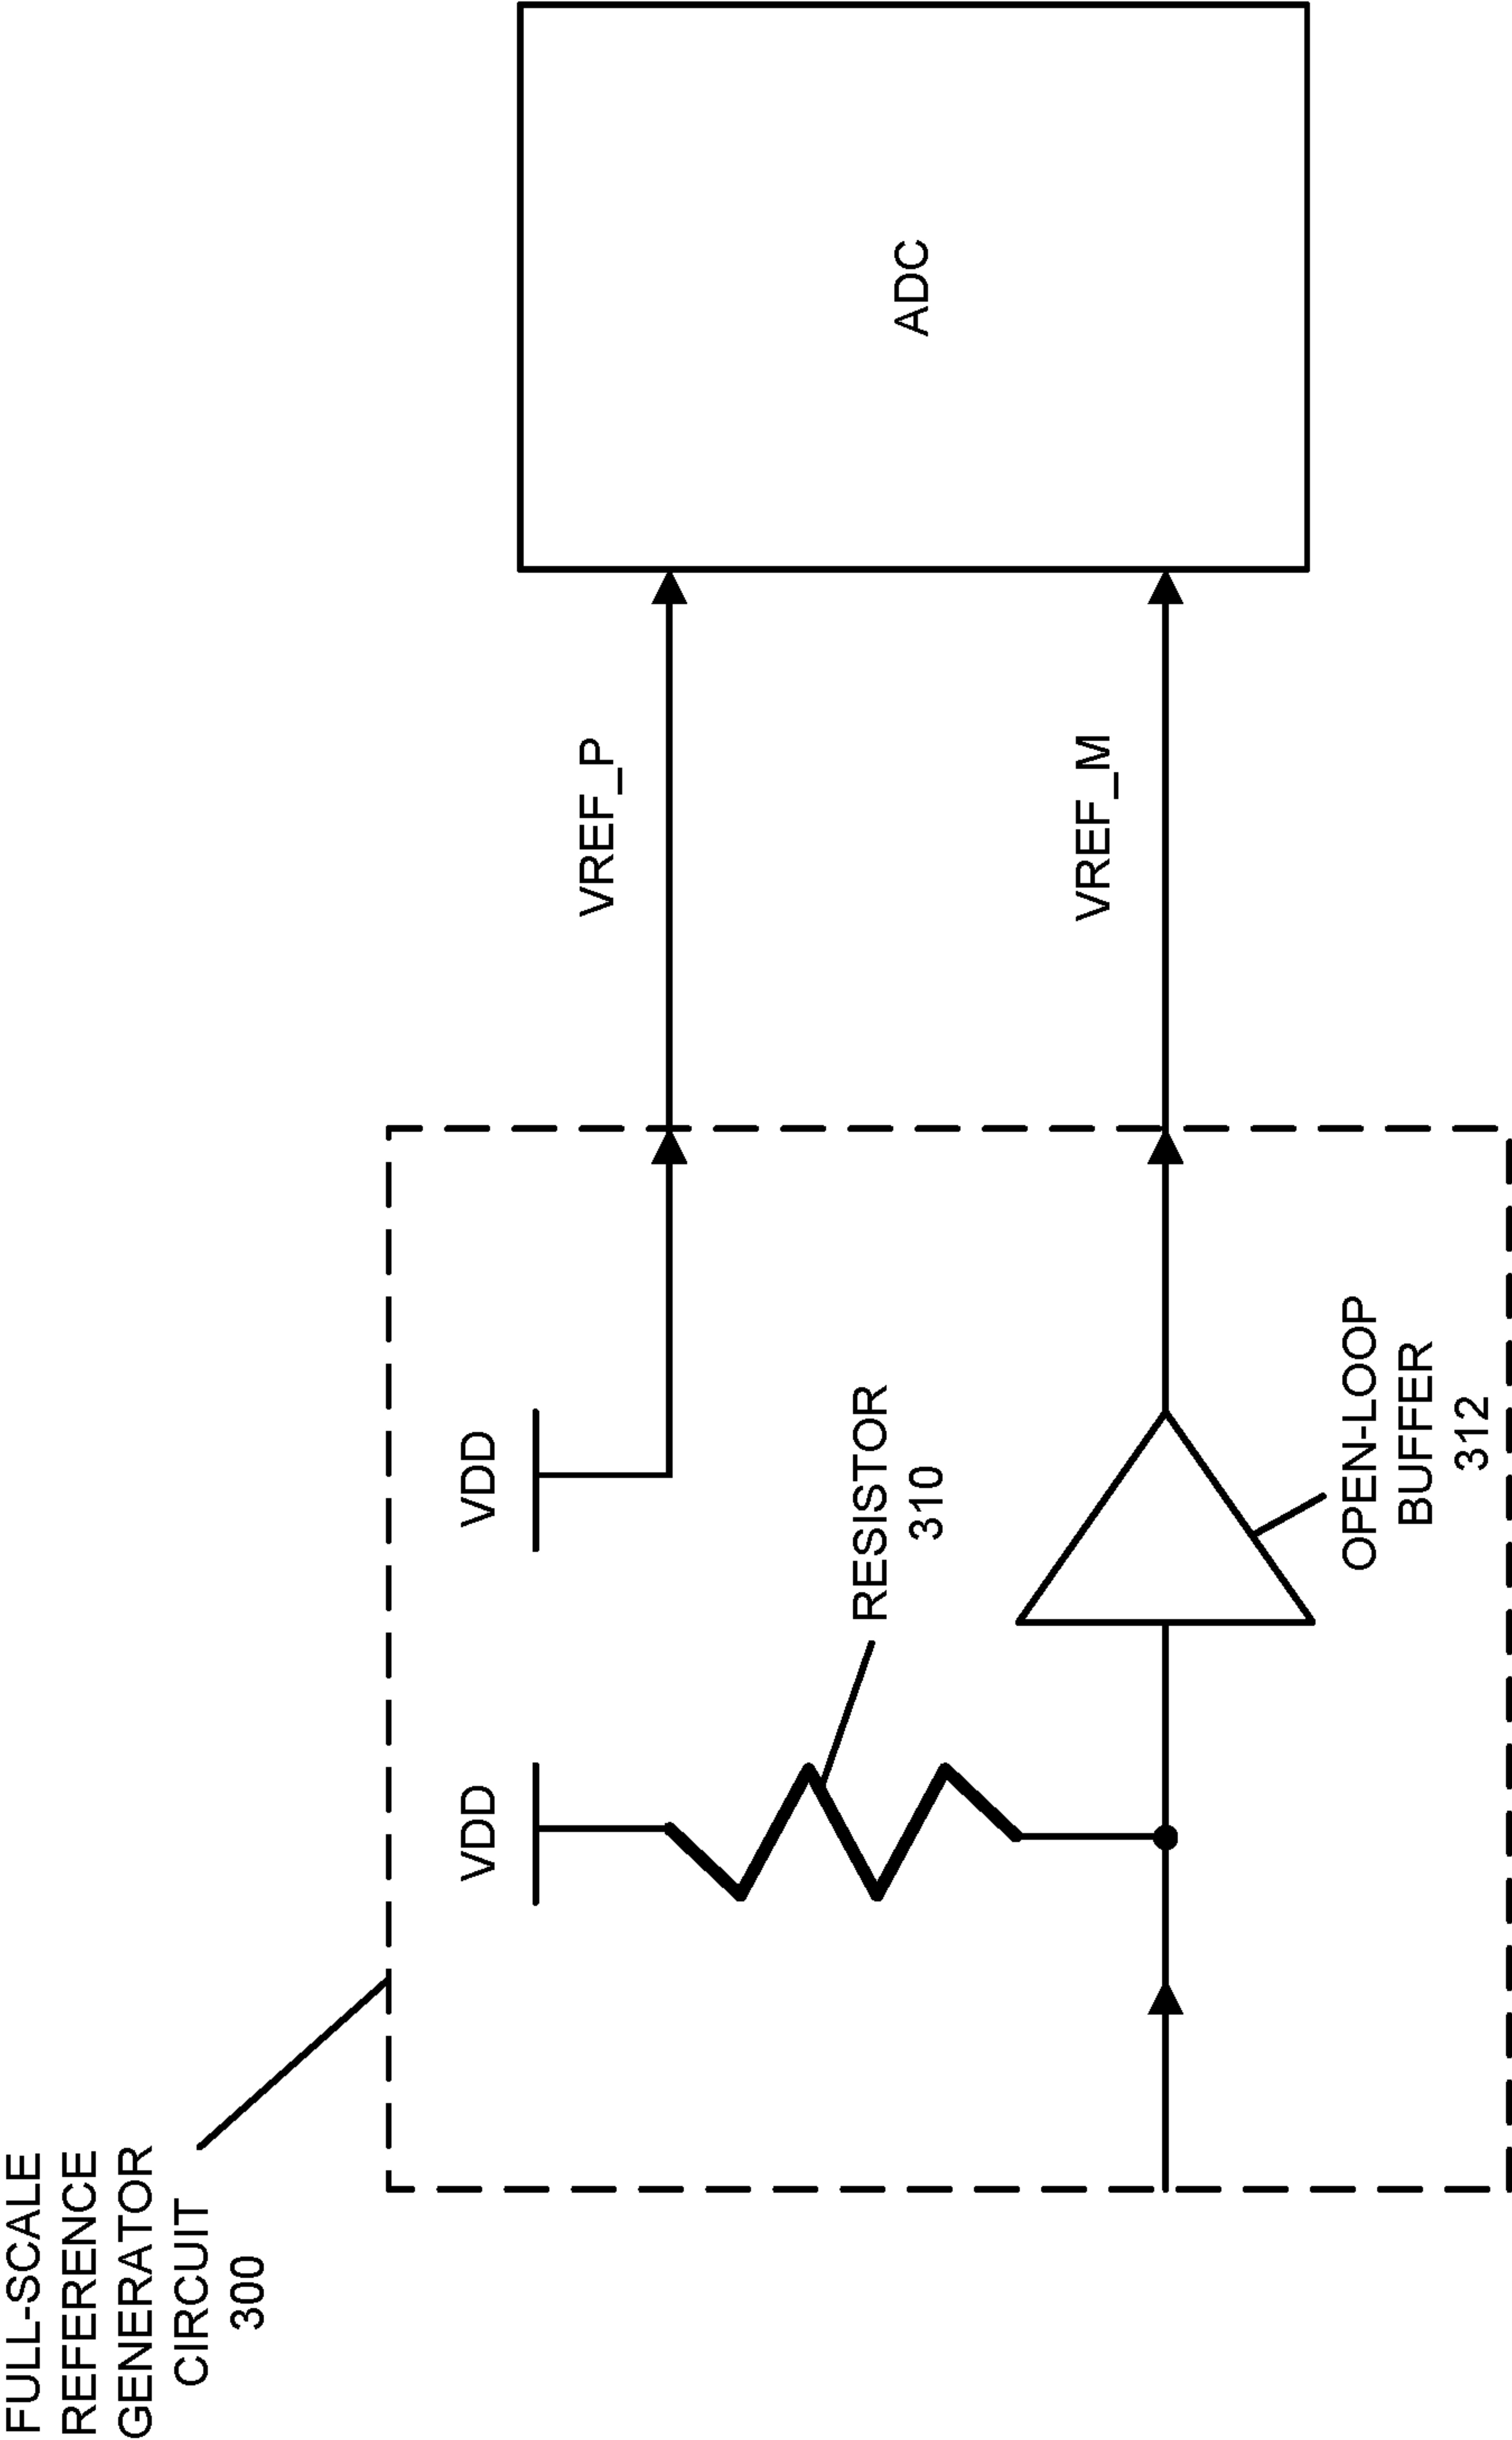 FULL-SCALE
REFERENCE
GENERATOR
CIRCUIT
300
VDD
VDD
RESISTOR
310
OPEN-LOOP
BUFFER
312
VREF_P
VREF_M
ADC